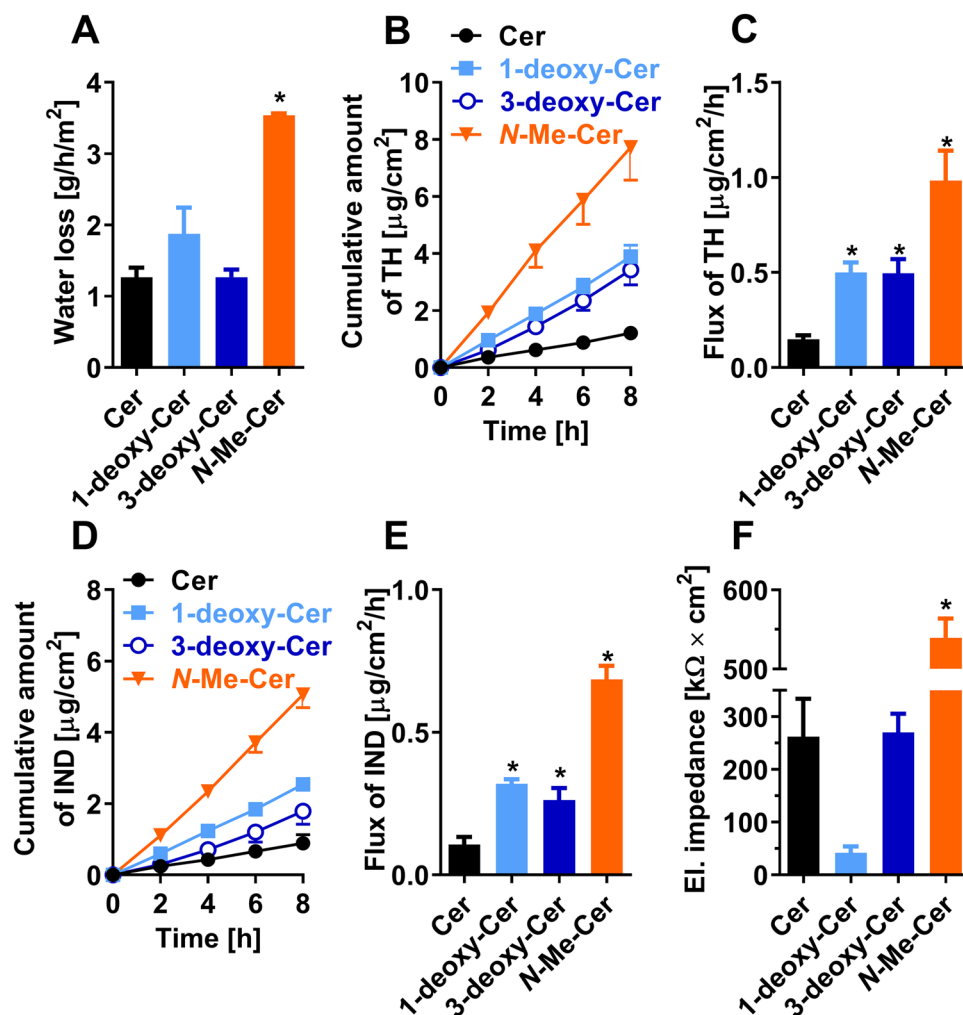 A
Water loss [g/h/m²]
4
3
2
1
0
*
Cer
1-deoxy-Cer
3-deoxy-Cer
N-Me-Cer
B
Cer
1-deoxy-Cer
3-deoxy-Cer
N-Me-Cer
Cumulative amount
of TH [μg/cm²]
10
8
6
4
2
0
0 2 4 6 8
Time [h]
C
Flux of TH [μg/cm²/h]
1.5
1.0
0.5
0.0
* * *
Cer
1-deoxy-Cer
3-deoxy-Cer
N-Me-Cer
D
Cer
1-deoxy-Cer
3-deoxy-Cer
N-Me-Cer
Cumulative amount
of IND [μg/cm²]
8
6
4
2
0
0 2 4 6 8
Time [h]
E
Flux of IND [μg/cm²/h]
1.0
0.5
0.0
* * *
Cer
1-deoxy-Cer
3-deoxy-Cer
N-Me-Cer
F
El. impedance [kΩ × cm²]
600
500
300
200
100
0
*
Cer
1-deoxy-Cer
3-deoxy-Cer
N-Me-Cer